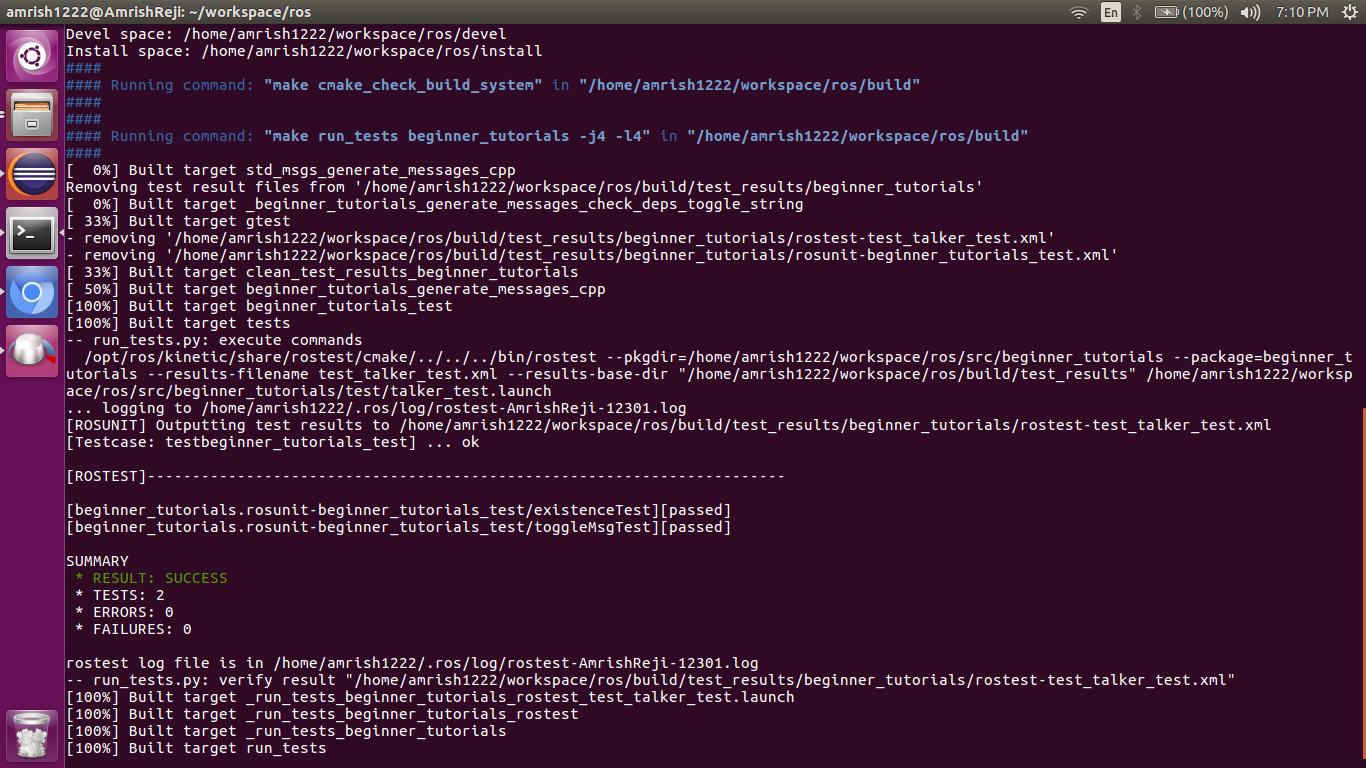 amrish1222@AmrishReji: ~/workspace/ros En (100%) 7:10 PM
Devel space: /home/amrish1222/workspace/ros/devel
Install space: /home/amrish1222/workspace/ros/install
####
#### Running command: "make cmake_check_build_system" in "/home/amrish1222/workspace/ros/build"
####
####
#### Running command: "make run_tests beginner_tutorials -j4 -l4" in "/home/amrish1222/workspace/ros/build"
####
[  0%] Built target std_msgs_generate_messages_cpp
Removing test result files from '/home/amrish1222/workspace/ros/build/test_results/beginner_tutorials'
[  0%] Built target _beginner_tutorials_generate_messages_check_deps_toggle_string
[ 33%] Built target gtest
- removing '/home/amrish1222/workspace/ros/build/test_results/beginner_tutorials/rostest-test_talker_test.xml'
- removing '/home/amrish1222/workspace/ros/build/test_results/beginner_tutorials/rosunit-beginner_tutorials_test.xml'
[ 33%] Built target clean_test_results_beginner_tutorials
[ 50%] Built target beginner_tutorials_generate_messages_cpp
[100%] Built target beginner_tutorials_test
[100%] Built target tests
-- run_tests.py: execute commands
  /opt/ros/kinetic/share/rostest/cmake/../../../bin/rostest --pkgdir=/home/amrish1222/workspace/ros/src/beginner_tutorials --package=beginner_t
utorials --results-filename test_talker_test.xml --results-base-dir "/home/amrish1222/workspace/ros/build/test_results" /home/amrish1222/worksp
ace/ros/src/beginner_tutorials/test/talker_test.launch
... logging to /home/amrish1222/.ros/log/rostest-AmrishReji-12301.log
[ROSUNIT] Outputting test results to /home/amrish1222/workspace/ros/build/test_results/beginner_tutorials/rostest-test_talker_test.xml
[Testcase: testbeginner_tutorials_test] ... ok
[ROSTEST]-----------------------------------------------------------------------
[beginner_tutorials.rosunit-beginner_tutorials_test/existenceTest][passed]
[beginner_tutorials.rosunit-beginner_tutorials_test/toggleMsgTest][passed]
SUMMARY
 * RESULT: SUCCESS
 * TESTS: 2
 * ERRORS: 0
 * FAILURES: 0
rostest log file is in /home/amrish1222/.ros/log/rostest-AmrishReji-12301.log
-- run_tests.py: verify result "/home/amrish1222/workspace/ros/build/test_results/beginner_tutorials/rostest-test_talker_test.xml"
[100%] Built target _run_tests_beginner_tutorials_rostest_test_talker_test.launch
[100%] Built target _run_tests_beginner_tutorials_rostest
[100%] Built target _run_tests_beginner_tutorials
[100%] Built target run_tests